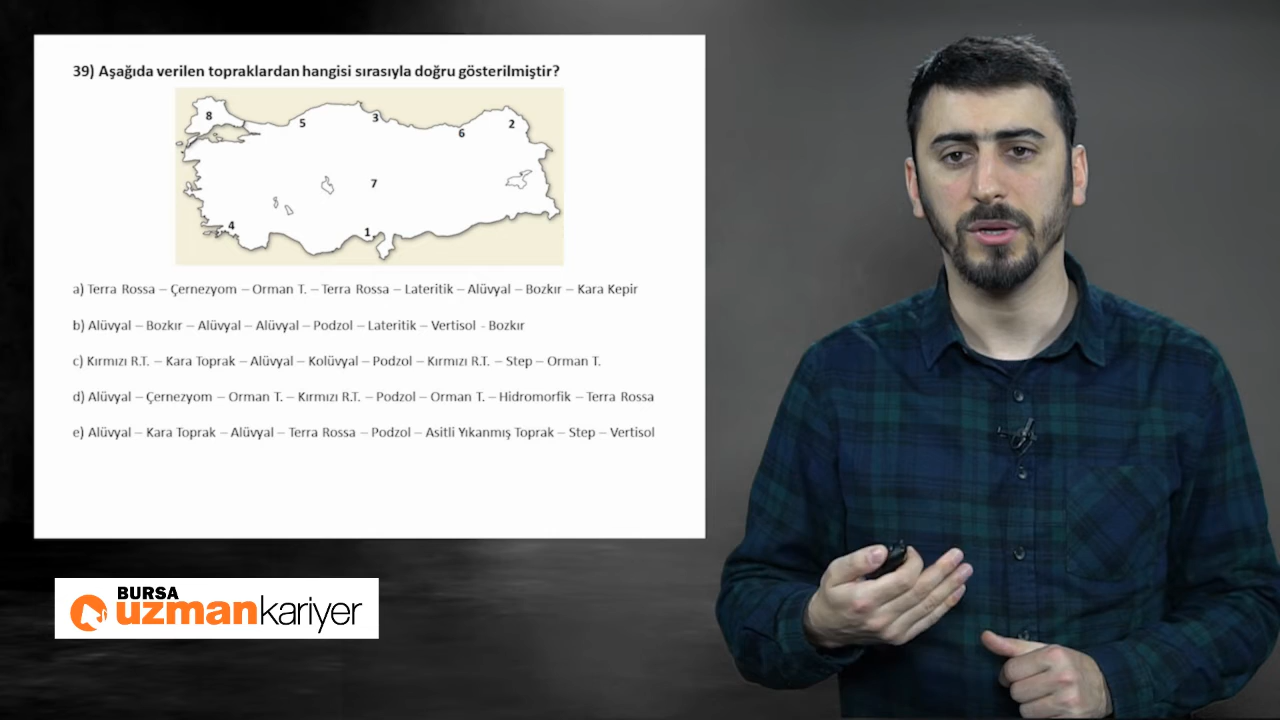 39) Aşağıda verilen topraklardan hangisi sırasıyla doğru gösterilmiştir?
8
5
3
6
2
7
4
1
a) Terra Rossa – Çernezyom – Orman T. – Terra Rossa – Lateritik – Alüvyal – Bozkır – Kara Kepir
b) Alüvyal – Bozkır – Alüvyal – Alüvyal – Podzol – Lateritik – Vertisol - Bozkır
c) Kırmızı R.T. – Kara Toprak – Alüvyal – Kolüvyal – Podzol – Kırmızı R.T. – Step – Orman T.
d) Alüvyal – Çernezyom – Orman T. – Kırmızı R.T. – Podzol – Orman T. – Hidromorfik – Terra Rossa
e) Alüvyal – Kara Toprak – Alüvyal – Terra Rossa – Podzol – Asitli Yıkanmış Toprak – Step – Vertisol
BURSA
uzmankariyer